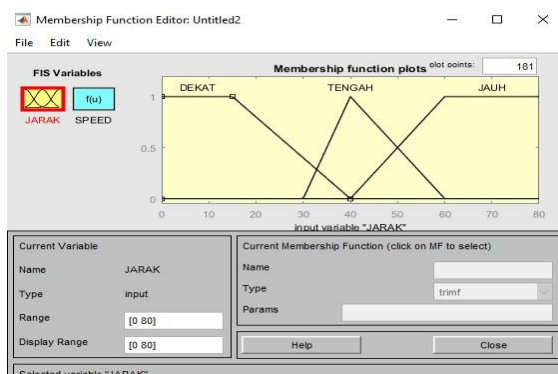 Membership Function Editor: Untitled2
File Edit View
FIS Variables
f(u)
JARAK SPEED
Membership function plots plot points: 181
DEKAT TENGAH JAUH
1
0.5
0
0 10 20 30 40 50 60 70 80
input variable "JARAK"
Current Variable
Name JARAK
Type input
Range [0 80]
Display Range [0 80]
Current Membership Function (click on MF to select)
Name
Type trimf
Params
Help Close
Selected variable "JARAK"